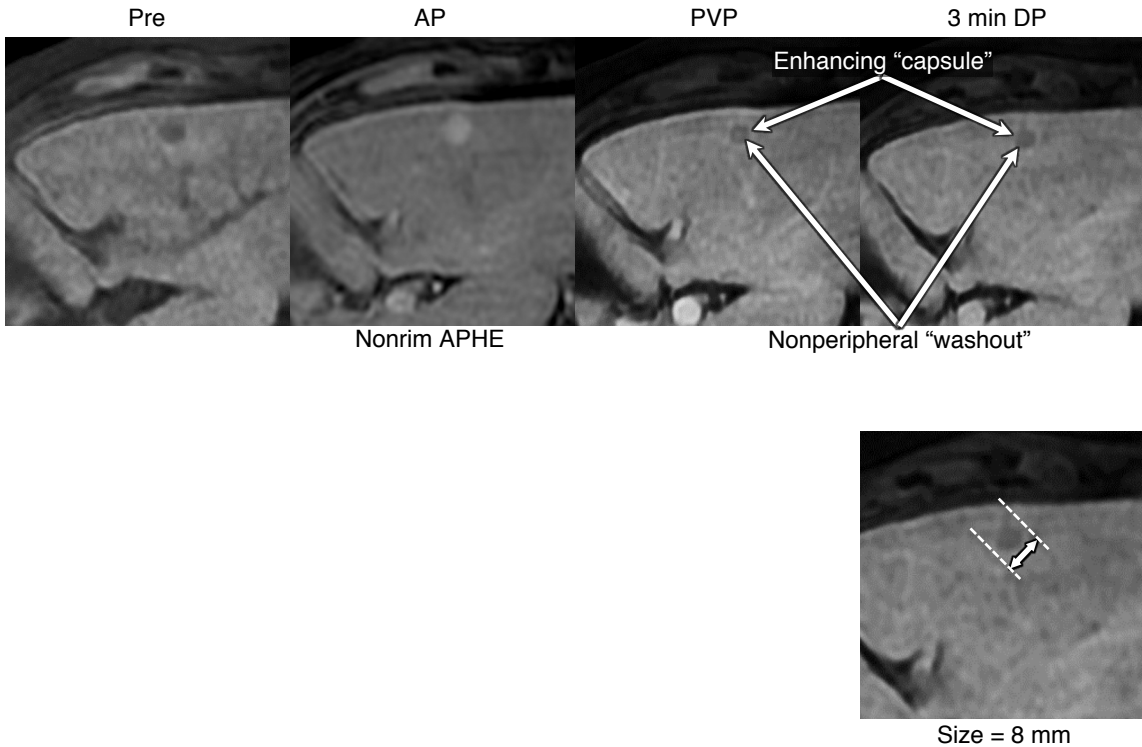 Pre
AP
PVP
3 min DP
Enhancing “capsule”
Nonrim APHE
Nonperipheral “washout”
Size = 8 mm